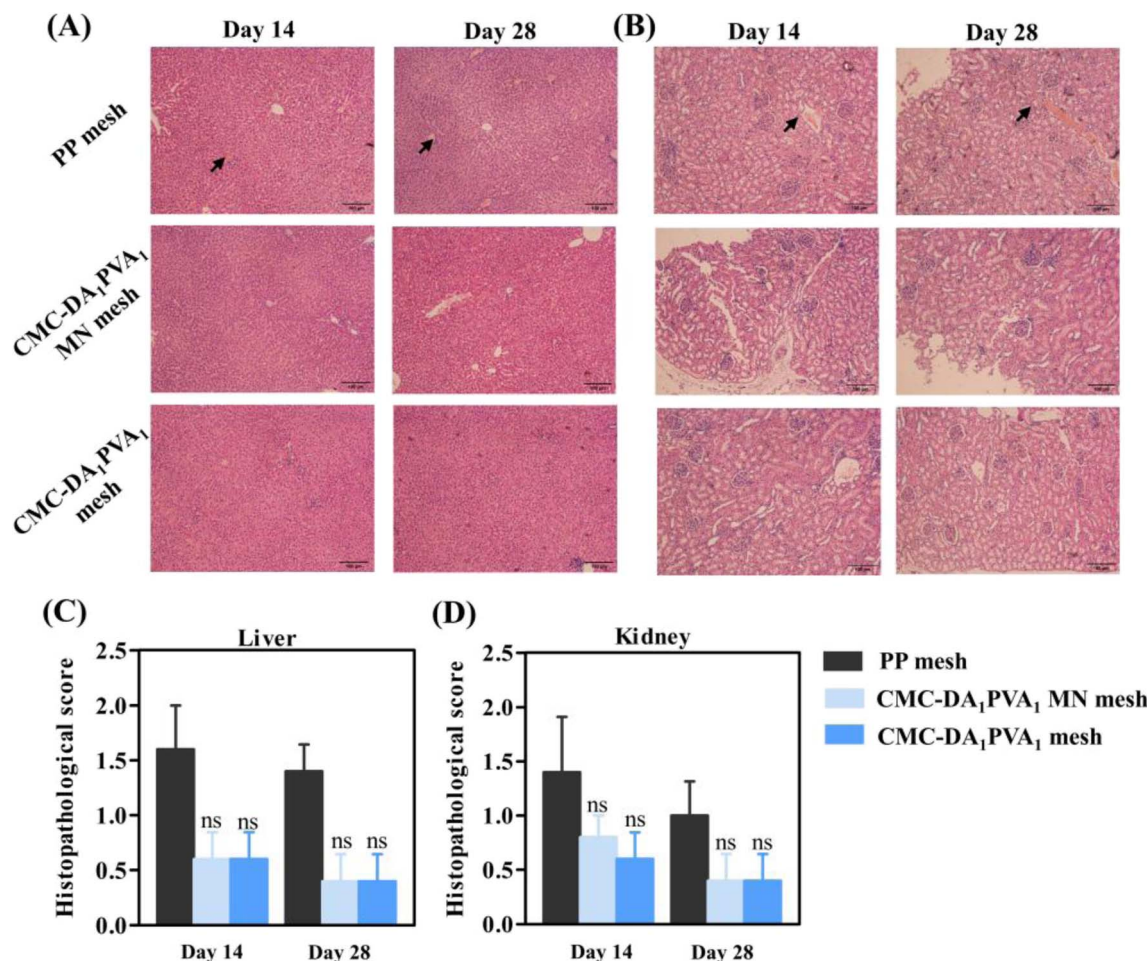 (A)
Day 14
Day 28
(B)
Day 14
Day 28
PP mesh
CMC-DA₁PVA₁
MN mesh
CMC-DA₁PVA₁
mesh
(C)
Liver
Histopathological score
2.5
2.0
1.5
1.0
0.5
0.0
ns
ns
ns
ns
Day 14
Day 28
(D)
Kidney
Histopathological score
2.5
2.0
1.5
1.0
0.5
0.0
ns
ns
ns
ns
Day 14
Day 28
PP mesh
CMC-DA₁PVA₁ MN mesh
CMC-DA₁PVA₁ mesh